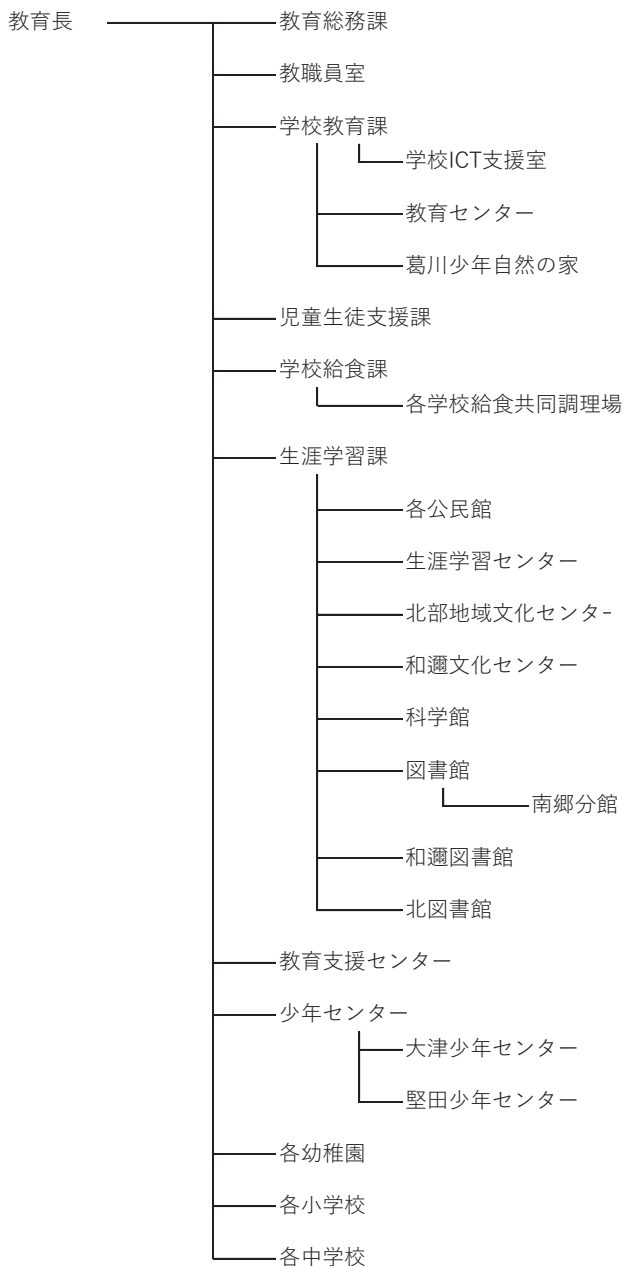 教育長 教育総務課
教職員室
学校教育課
学校ICT支援室
教育センター
葛川少年自然の家
児童生徒支援課
学校給食課
各学校給食共同調理場
生涯学習課
各公民館
生涯学習センター
北部地域文化センター
和邇文化センター
科学館
図書館
南郷分館
和邇図書館
北図書館
教育支援センター
少年センター
大津少年センター
堅田少年センター
各幼稚園
各小学校
各中学校